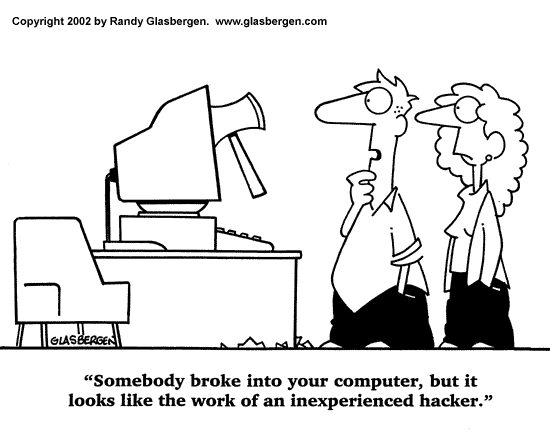 Copyright 2002 by Randy Glasbergen. www.glasbergen.com
GLASBERGEN
“Somebody broke into your computer, but it
looks like the work of an inexperienced hacker.”